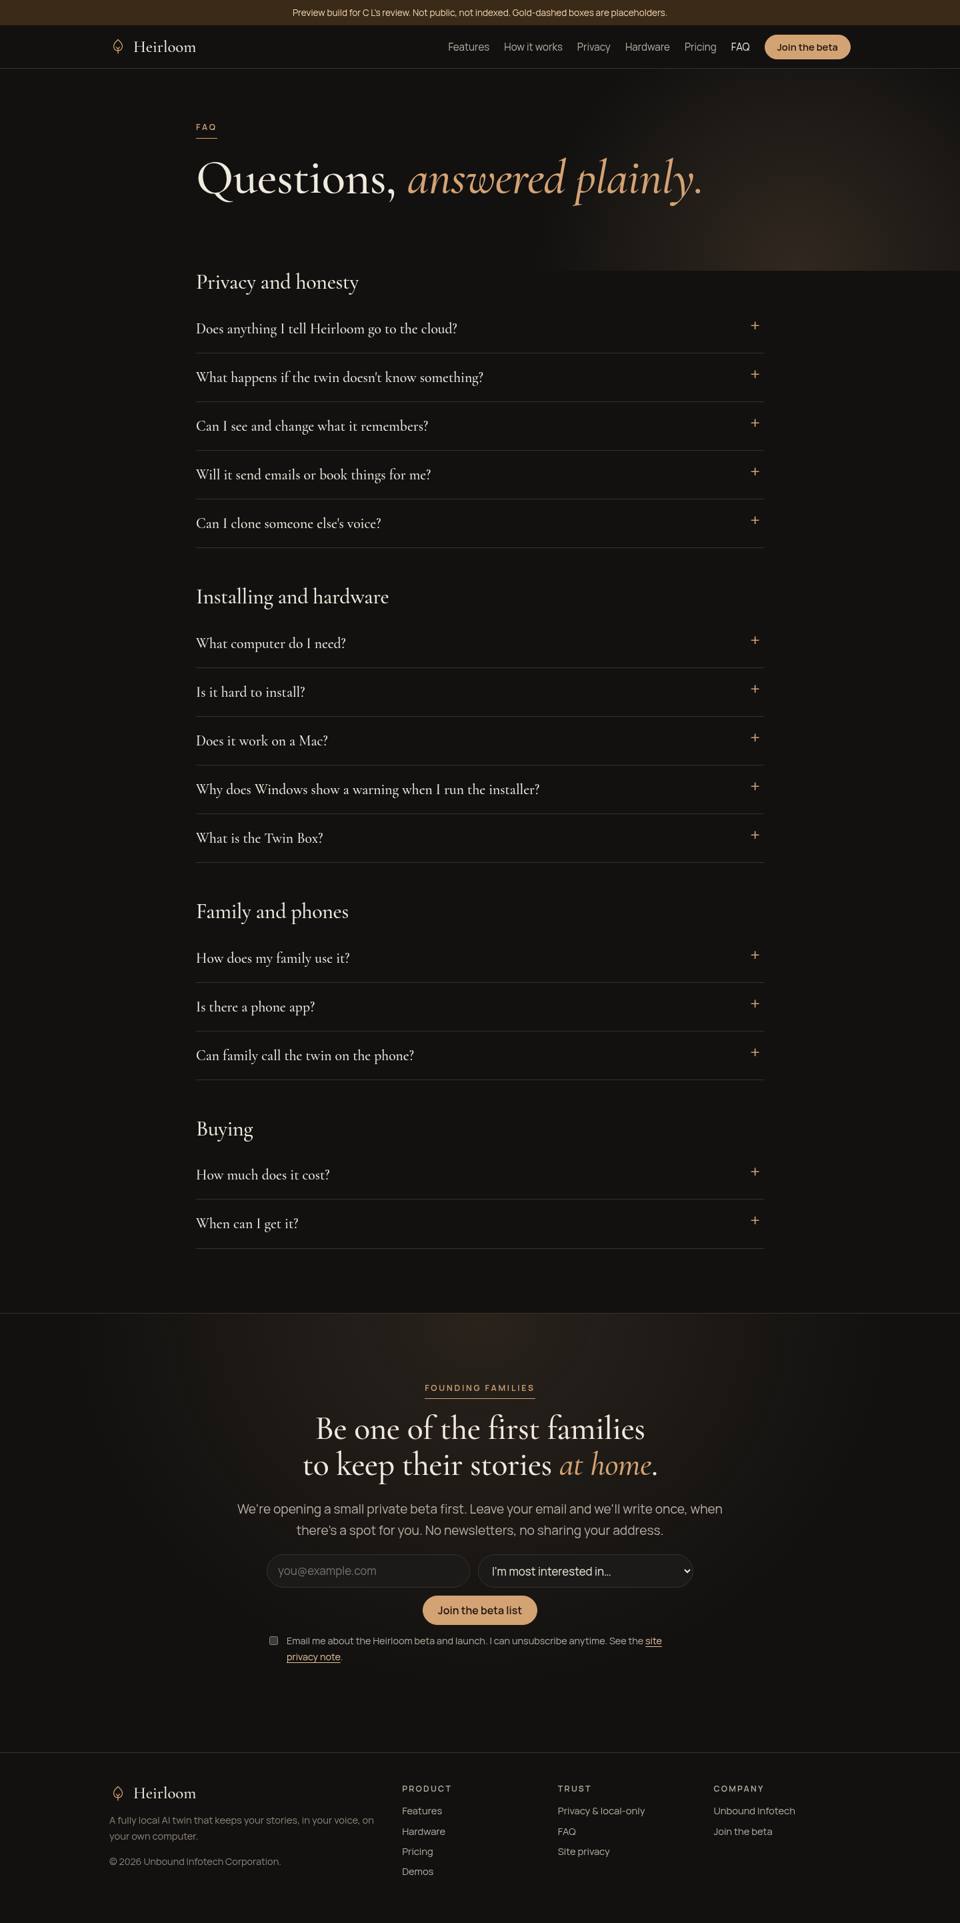 Preview build for C L's review. Not public, not indexed. Gold-dashed boxes are placeholders.
Heirloom
Features
How it works
Privacy
Hardware
Pricing
FAQ
Join the beta
FAQ
Questions, answered plainly.
Privacy and honesty
Does anything I tell Heirloom go to the cloud?
+
What happens if the twin doesn't know something?
+
Can I see and change what it remembers?
+
Will it send emails or book things for me?
+
Can I clone someone else's voice?
+
Installing and hardware
What computer do I need?
+
Is it hard to install?
+
Does it work on a Mac?
+
Why does Windows show a warning when I run the installer?
+
What is the Twin Box?
+
Family and phones
How does my family use it?
+
Is there a phone app?
+
Can family call the twin on the phone?
+
Buying
How much does it cost?
+
When can I get it?
+
FOUNDING FAMILIES
Be one of the first families
to keep their stories at home.
We're opening a small private beta first. Leave your email and we'll write once, when
there's a spot for you. No newsletters, no sharing your address.
you@example.com
I'm most interested in…
Join the beta list
Email me about the Heirloom beta and launch. I can unsubscribe anytime. See the site
privacy note.
Heirloom
A fully local AI twin that keeps your stories, in your voice, on
your own computer.
© 2026 Unbound Infotech Corporation.
PRODUCT
Features
Hardware
Pricing
Demos
TRUST
Privacy & local-only
FAQ
Site privacy
COMPANY
Unbound Infotech
Join the beta